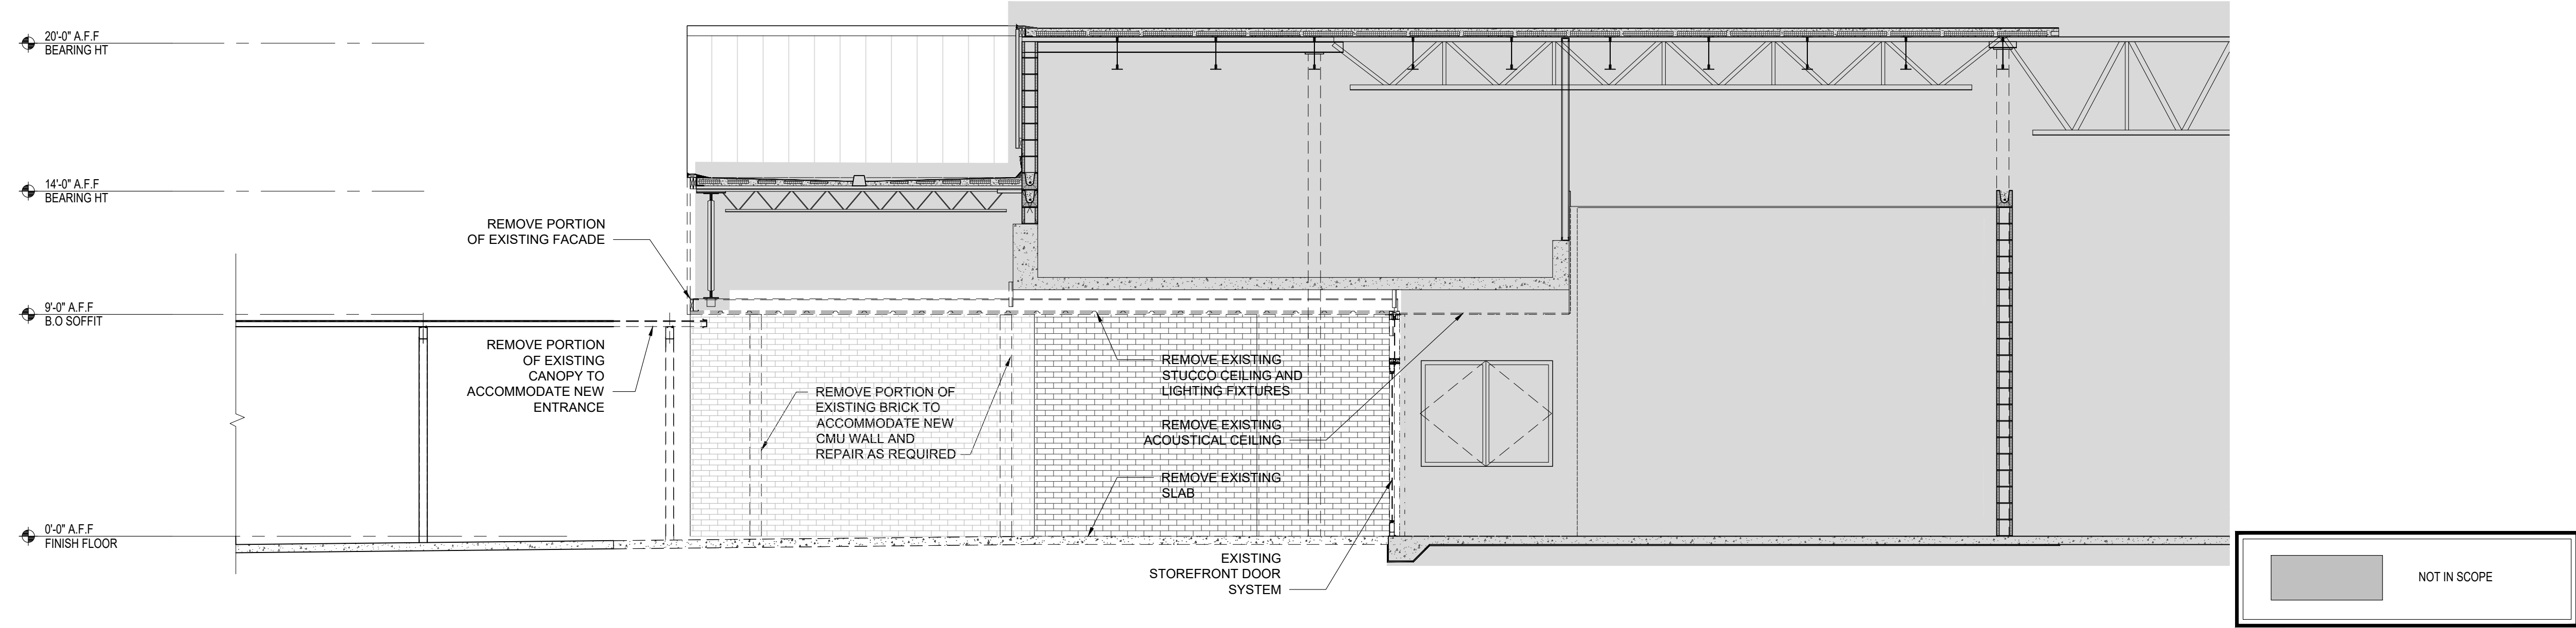 20'-0" A.F.F
BEARING HT
14'-0" A.F.F
BEARING HT
REMOVE PORTION
OF EXISTING FACADE
9'-0" A.F.F
B.O SOFFIT
REMOVE PORTION
OF EXISTING
CANOPY TO
ACCOMMODATE NEW
ENTRANCE
REMOVE PORTION OF
EXISTING BRICK TO
ACCOMMODATE NEW
CMU WALL AND
REPAIR AS REQUIRED
REMOVE EXISTING
STUCCO CEILING AND
LIGHTING FIXTURES
REMOVE EXISTING
ACOUSTICAL CEILING
REMOVE EXISTING
SLAB
0'-0" A.F.F
FINISH FLOOR
EXISTING
STOREFRONT DOOR
SYSTEM
NOT IN SCOPE